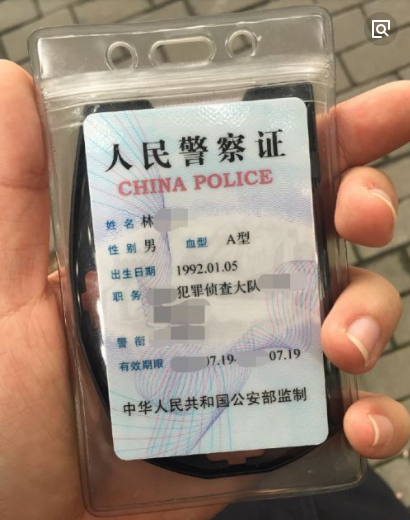 人民警察证
CHINA POLICE
姓名 林
性别 男 血型 A型
出生日期 1992.01.05
职务 犯罪侦查大队
警衔
有效期限 07.19- 07.19
中华人民共和国公安部监制